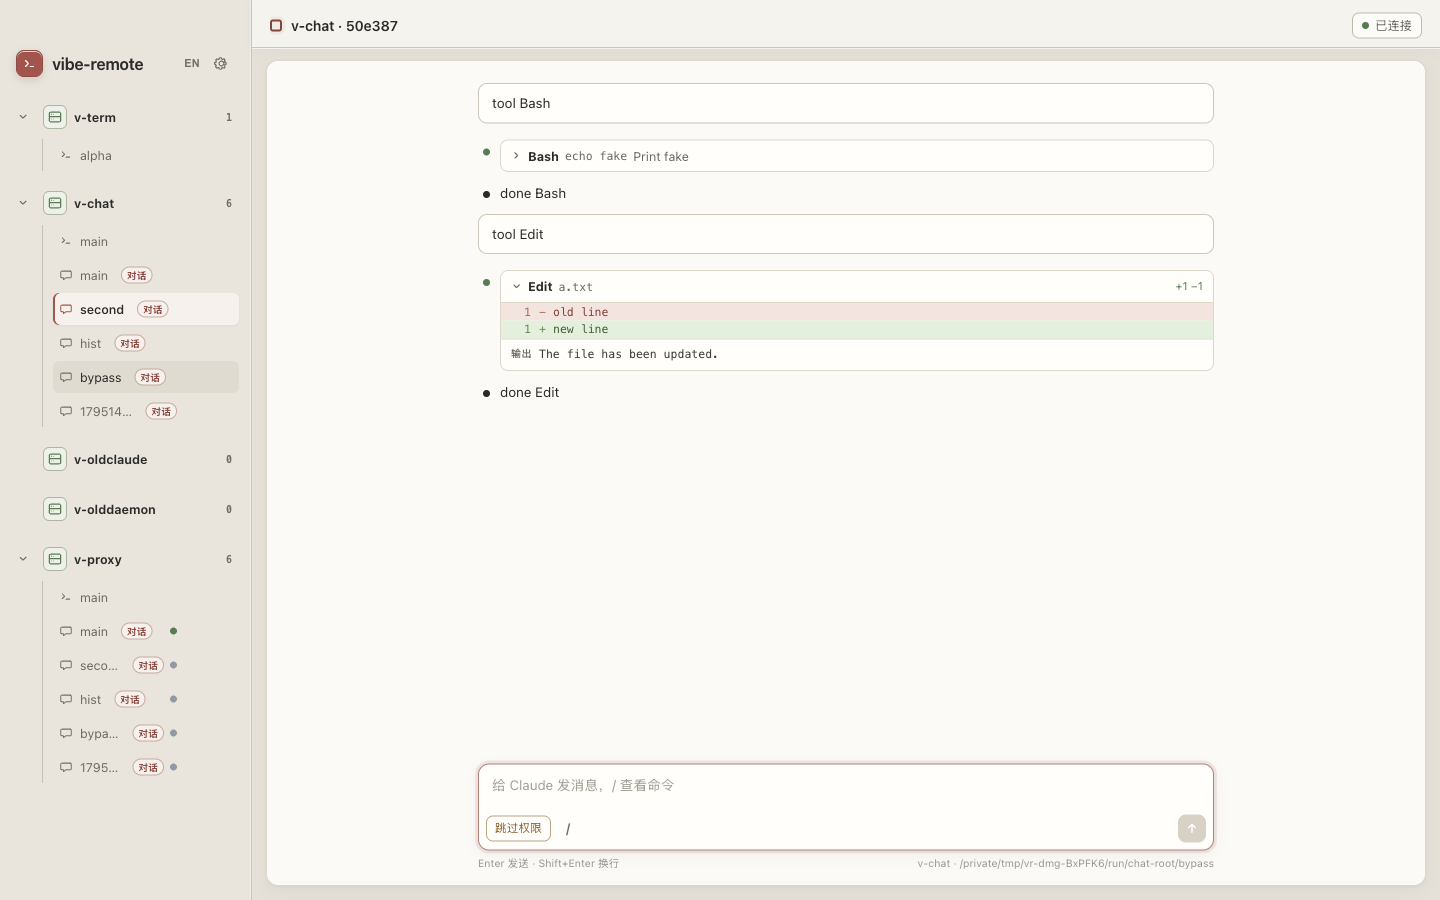 vibe-remote
EN
v-term
1
alpha
v-chat
6
main
main 对话
second 对话
hist 对话
bypass 对话
179514... 对话
v-oldclaude
0
v-olddaemon
0
v-proxy
6
main
main 对话
seco... 对话
hist 对话
bypa... 对话
1795... 对话
v-chat · 50e387
已连接
tool Bash
Bash echo fake Print fake
done Bash
tool Edit
Edit a.txt
+1 −1
1 − old line
1 + new line
输出 The file has been updated.
done Edit
给 Claude 发消息，/ 查看命令
跳过权限 /
Enter 发送 · Shift+Enter 换行
v-chat · /private/tmp/vr-dmg-BxPFK6/run/chat-root/bypass